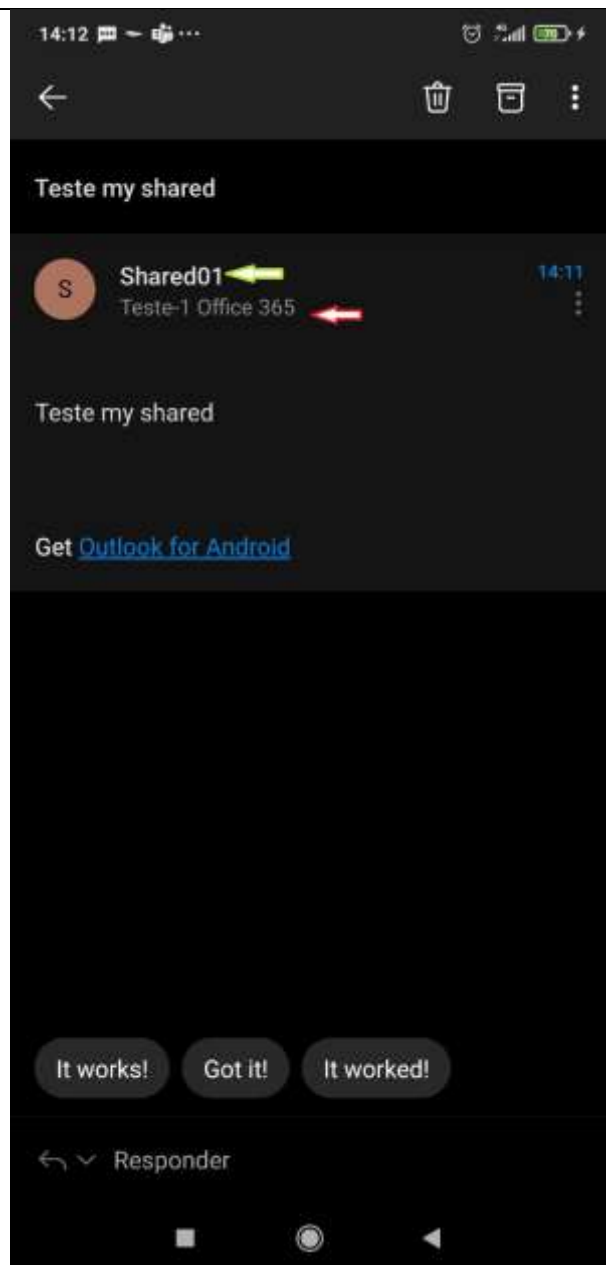 14:12
Teste my shared
S
Shared01
14:11
Teste-1 Office 365
Teste my shared
Get Outlook for Android
It works!
Got it!
It worked!
Responder